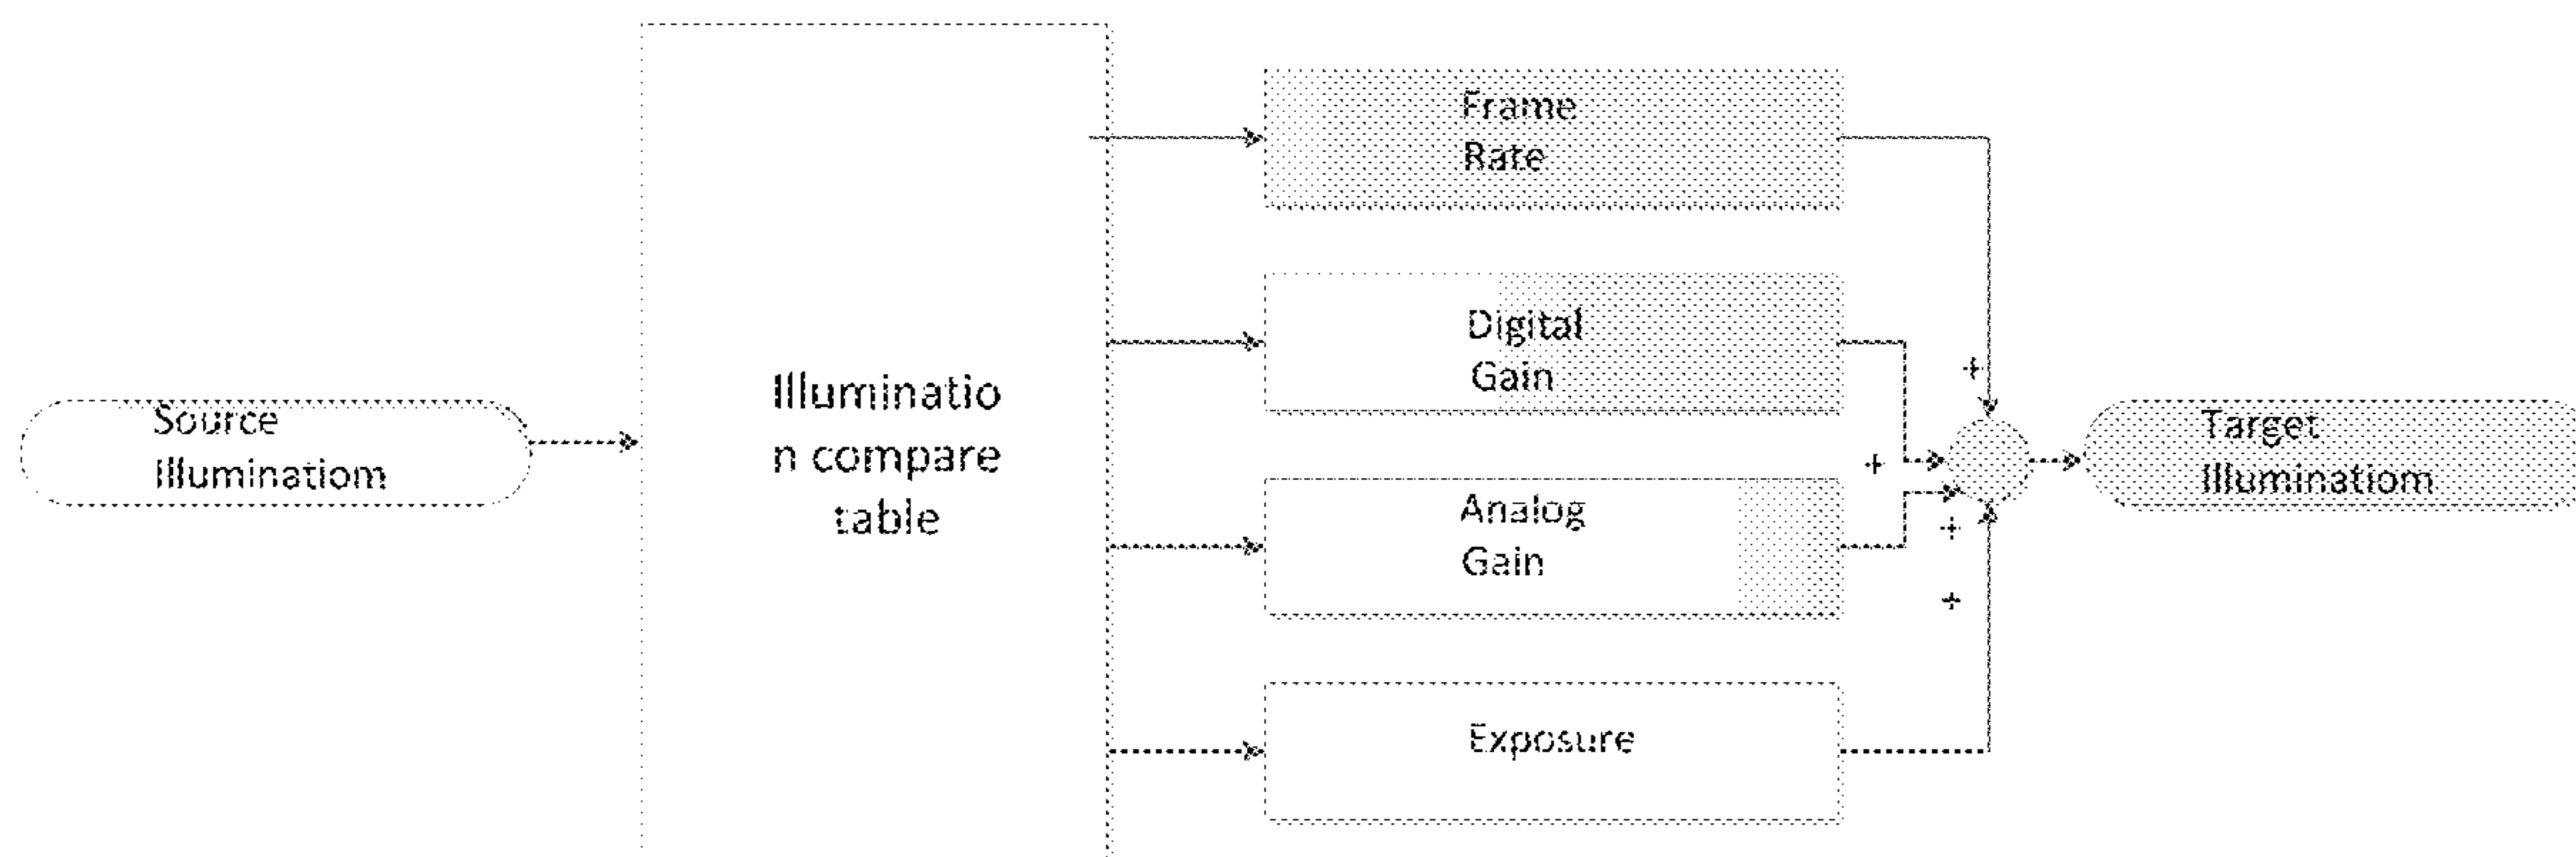 Source
Illuminatiom
Illuminatio
n compare
table
Frame
Rate
Digital
Gain
Analog
Gain
Exposure
+
+
+
+
Target
Illuminatiom